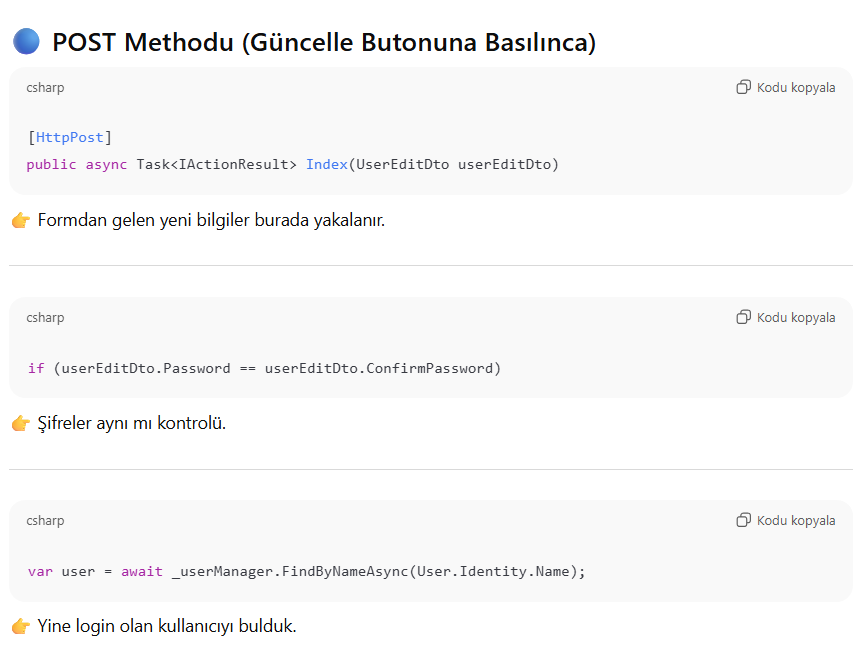 🔵 POST Methodu (Güncelle Butonuna Basılınca)
csharp
Kodu kopyala
[HttpPost]
public async Task<IActionResult> Index(UserEditDto userEditDto)
👉 Formdan gelen yeni bilgiler burada yakalanır.
csharp
Kodu kopyala
if (userEditDto.Password == userEditDto.ConfirmPassword)
👉 Şifreler aynı mı kontrolü.
csharp
Kodu kopyala
var user = await _userManager.FindByNameAsync(User.Identity.Name);
👉 Yine login olan kullanıcıyı bulduk.